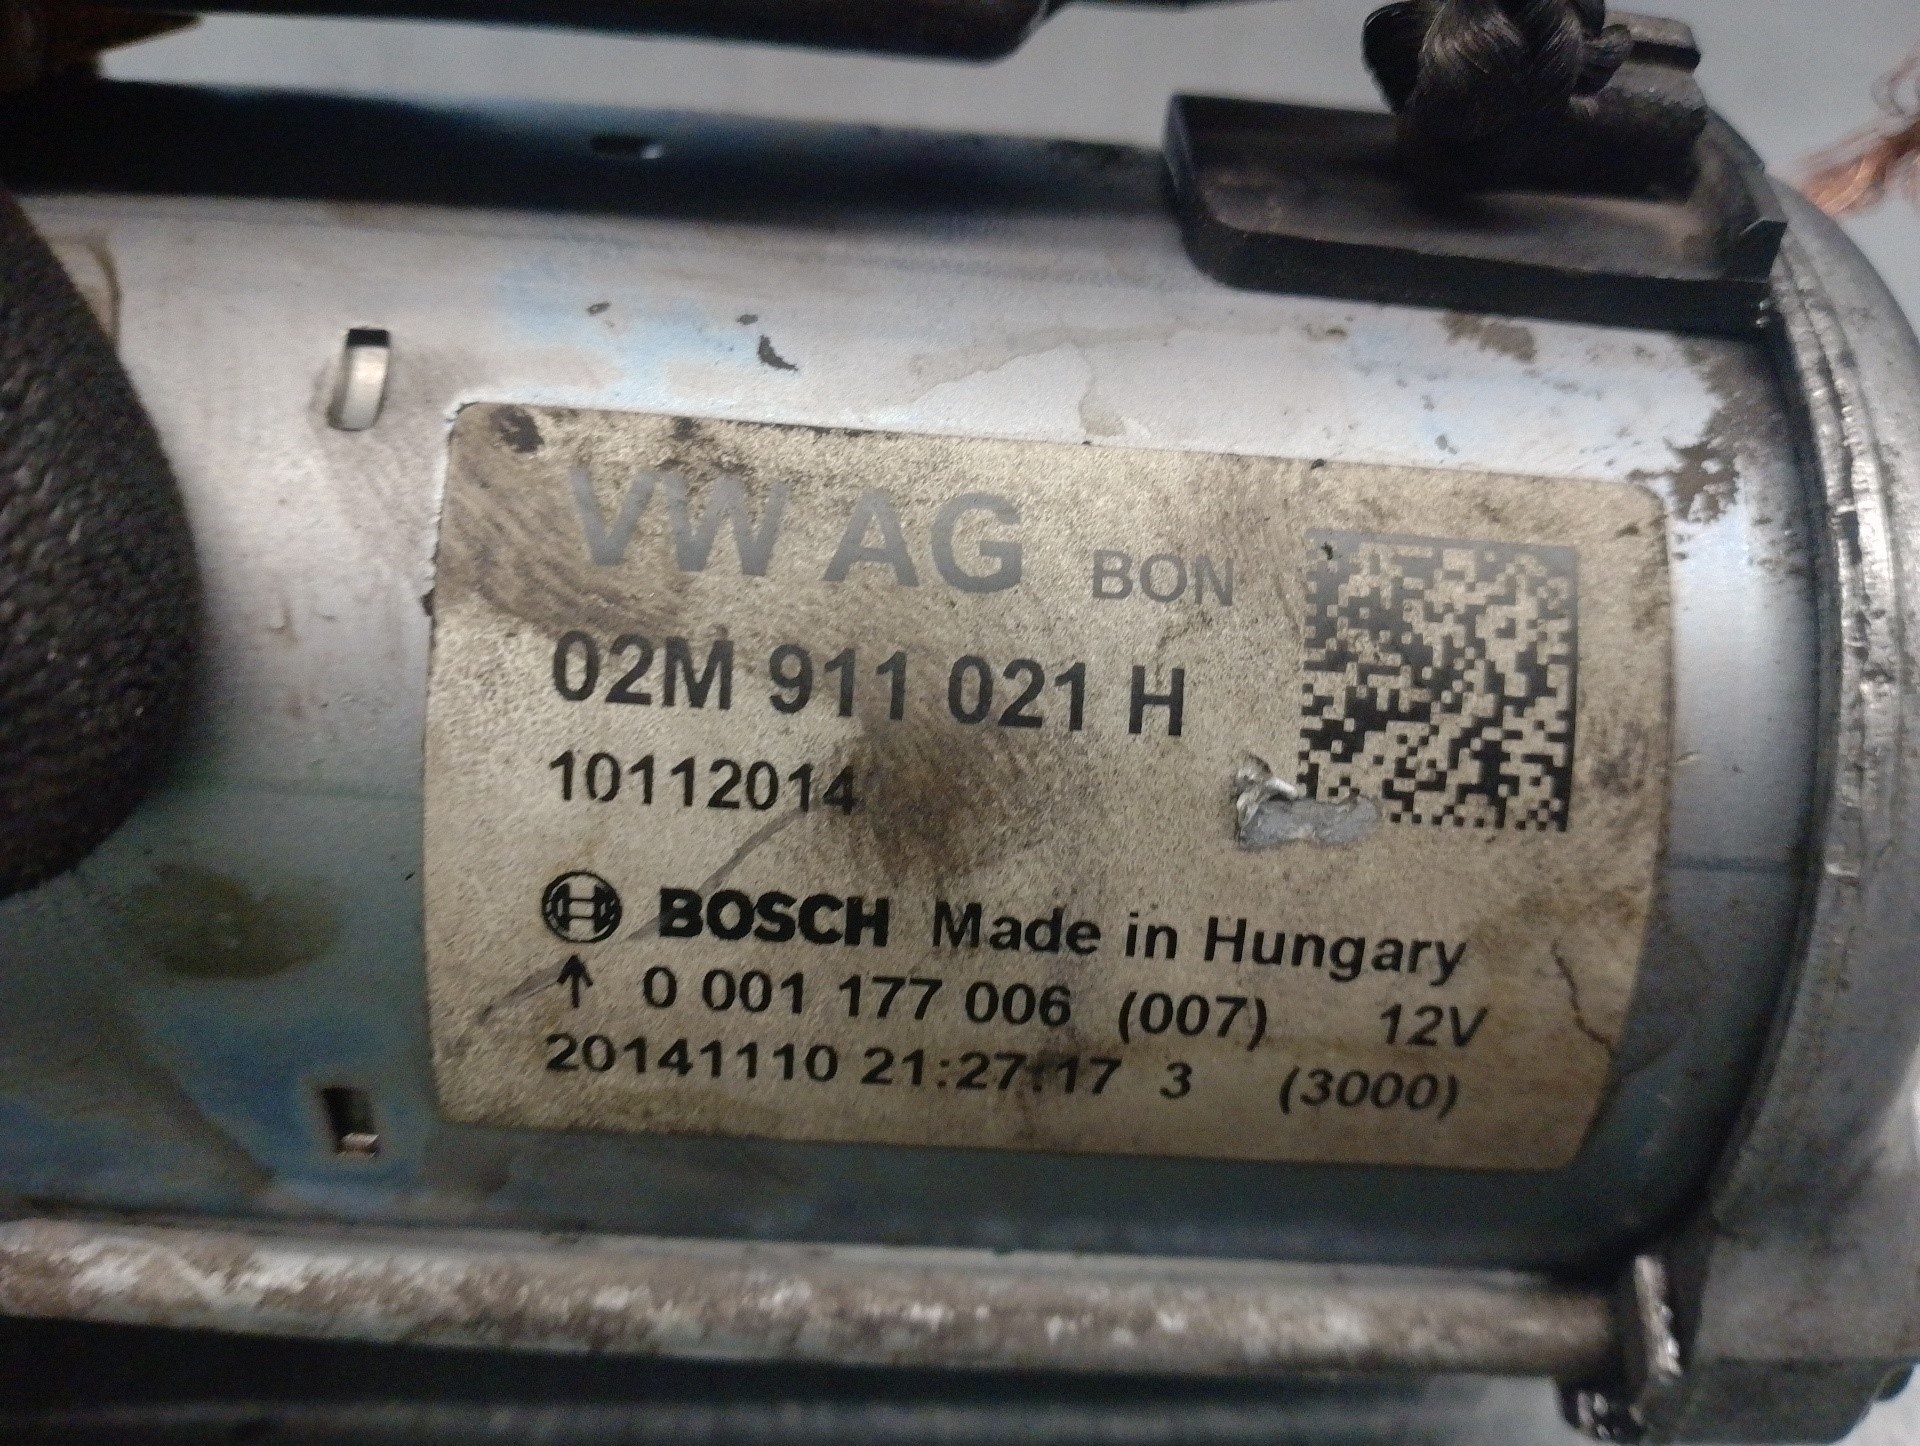 VW AG BON
02M 911 021 H
10112014
BOSCH Made in Hungary
↑ 0 001 177 006 (007) 12V
20141110 21:27:17 3 (3000)